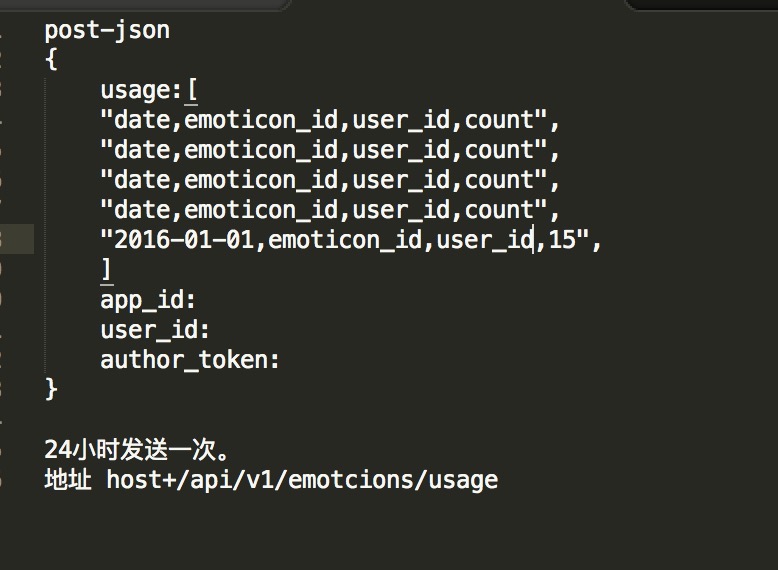 post-json
{
usage:[
"date,emoticon_id,user_id,count",
"date,emoticon_id,user_id,count",
"date,emoticon_id,user_id,count",
"date,emoticon_id,user_id,count",
"2016-01-01,emoticon_id,user_id,15",
]
app_id:
user_id:
author_token:
}
24小时发送一次。
地址 host+/api/v1/emotcions/usage